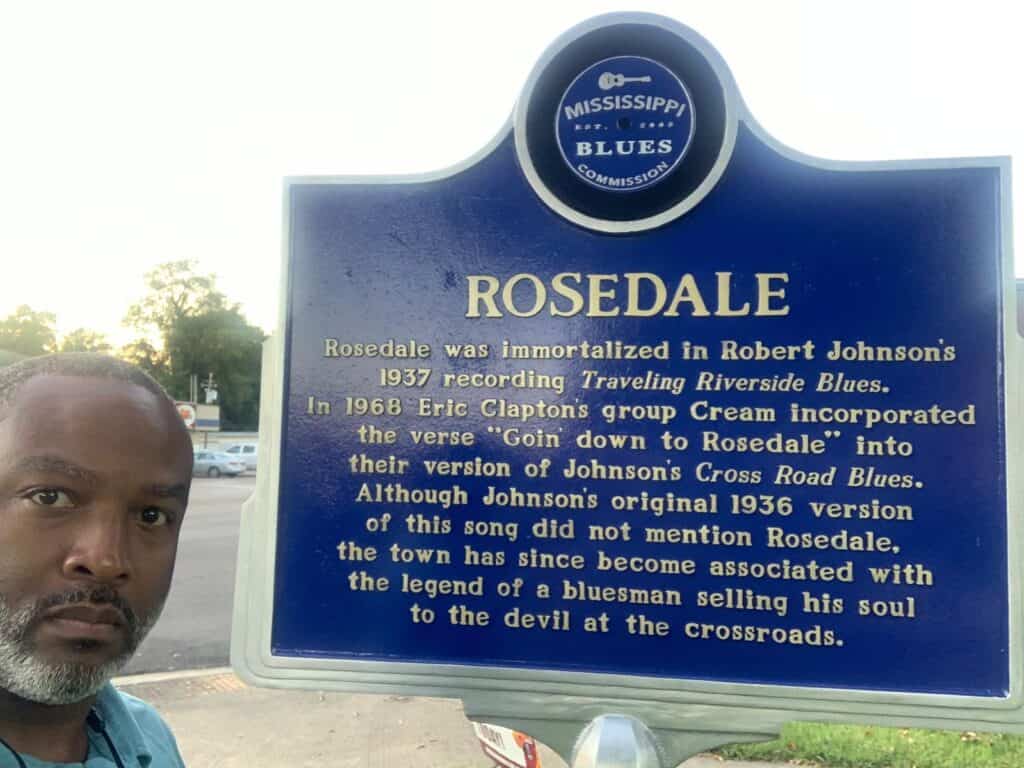 MISSISSIPPI
EST.
BLUES
COMMISSION
ROSEDALE
Rosedale was immortalized in Robert Johnson's
1937 recording Traveling Riverside Blues.
In 1968 Eric Clapton's group Cream incorporated
the verse "Goin' down to Rosedale" into
their version of Johnson's Cross Road Blues.
Although Johnson's original 1936 version
of this song did not mention Rosedale,
the town has since become associated with
the legend of a bluesman selling his soul
to the devil at the crossroads.